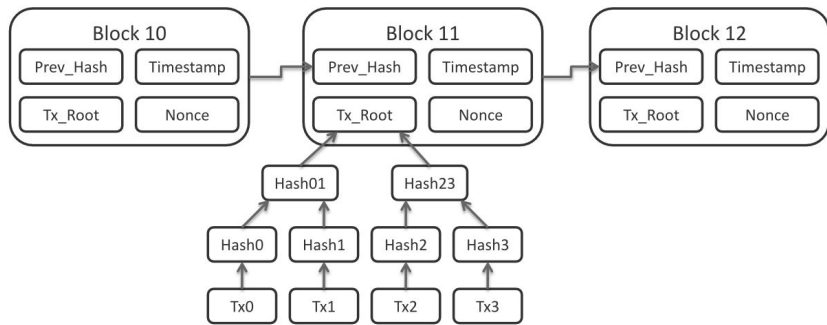 Block 10
Prev_Hash Timestamp
Tx_Root Nonce
Block 11
Prev_Hash Timestamp
Tx_Root Nonce
Block 12
Prev_Hash Timestamp
Tx_Root Nonce
Hash01 Hash23
Hash0 Hash1 Hash2 Hash3
Tx0 Tx1 Tx2 Tx3